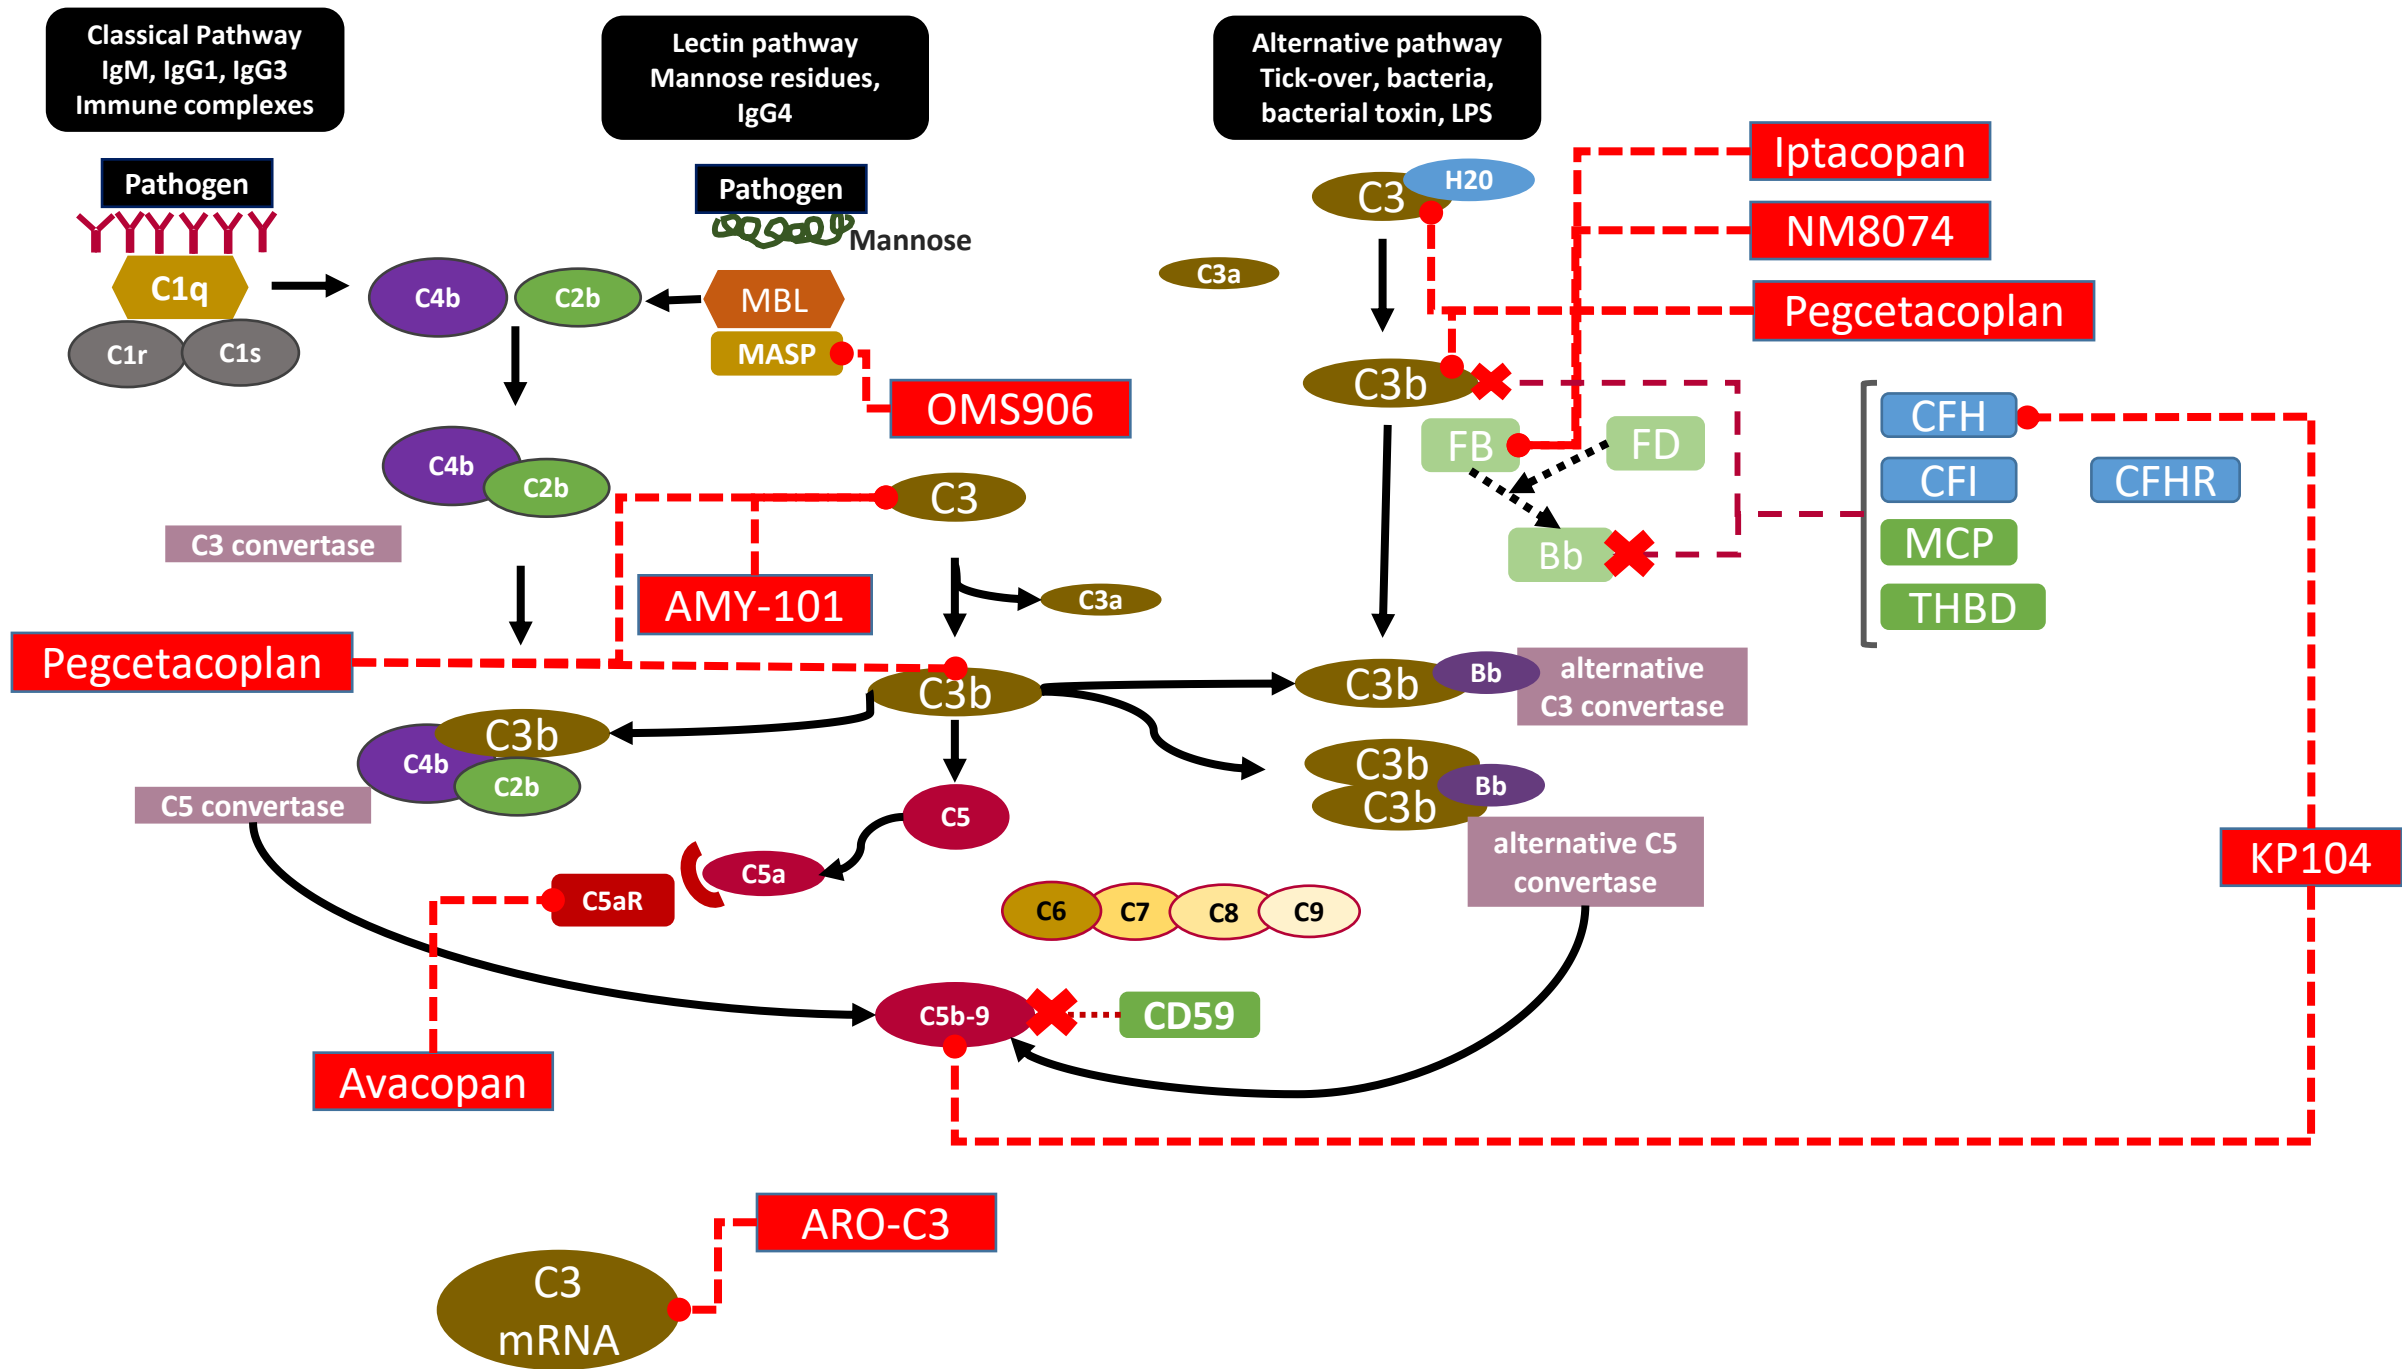 Classical Pathway
IgM, IgG1, IgG3
Immune complexes
Lectin pathway
Mannose residues,
IgG4
Alternative pathway
Tick-over, bacteria,
bacterial toxin, LPS
Pathogen
Pathogen
Mannose
C1q
C1r
C1s
C4b
C2b
MBL
MASP
OMS906
C3
H20
C3a
C3b
Iptacopan
NM8074
Pegcetacoplan
FB
FD
Bb
CFH
CFI
CFHR
MCP
THBD
C4b
C2b
C3 convertase
C3
AMY-101
C3a
Pegcetacoplan
C3b
C3b
Bb
alternative
C3 convertase
C3b
C4b
C2b
C5 convertase
C3b
C3b
Bb
alternative C5
convertase
C5
C5a
C5aR
C6
C7
C8
C9
KP104
C5b-9
CD59
Avacopan
ARO-C3
C3
mRNA